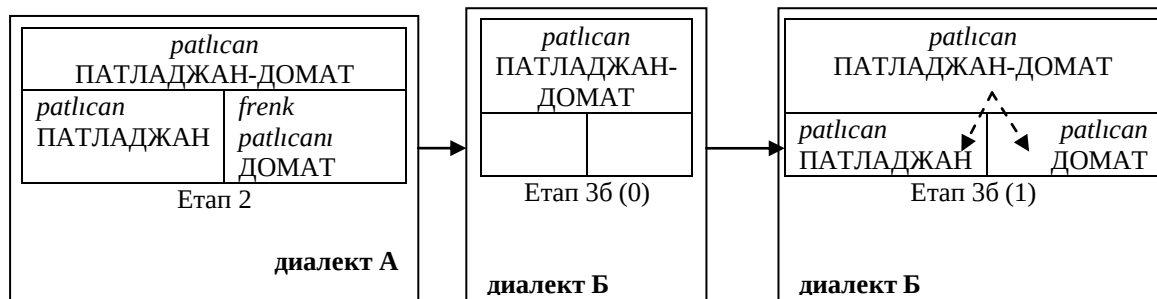 patlıcan
ПАТЛАДЖАН-ДОМАТ
patlıcan
ПАТЛАДЖАН
frenk
patlıcanı
ДОМАТ
Етап 2
диалект А
patlıcan
ПАТЛАДЖАН-
ДОМАТ
Етап 3б (0)
диалект Б
patlıcan
ПАТЛАДЖАН-ДОМАТ
patlıcan
ПАТЛАДЖАН
patlıcan
ДОМАТ
Етап 3б (1)
диалект Б